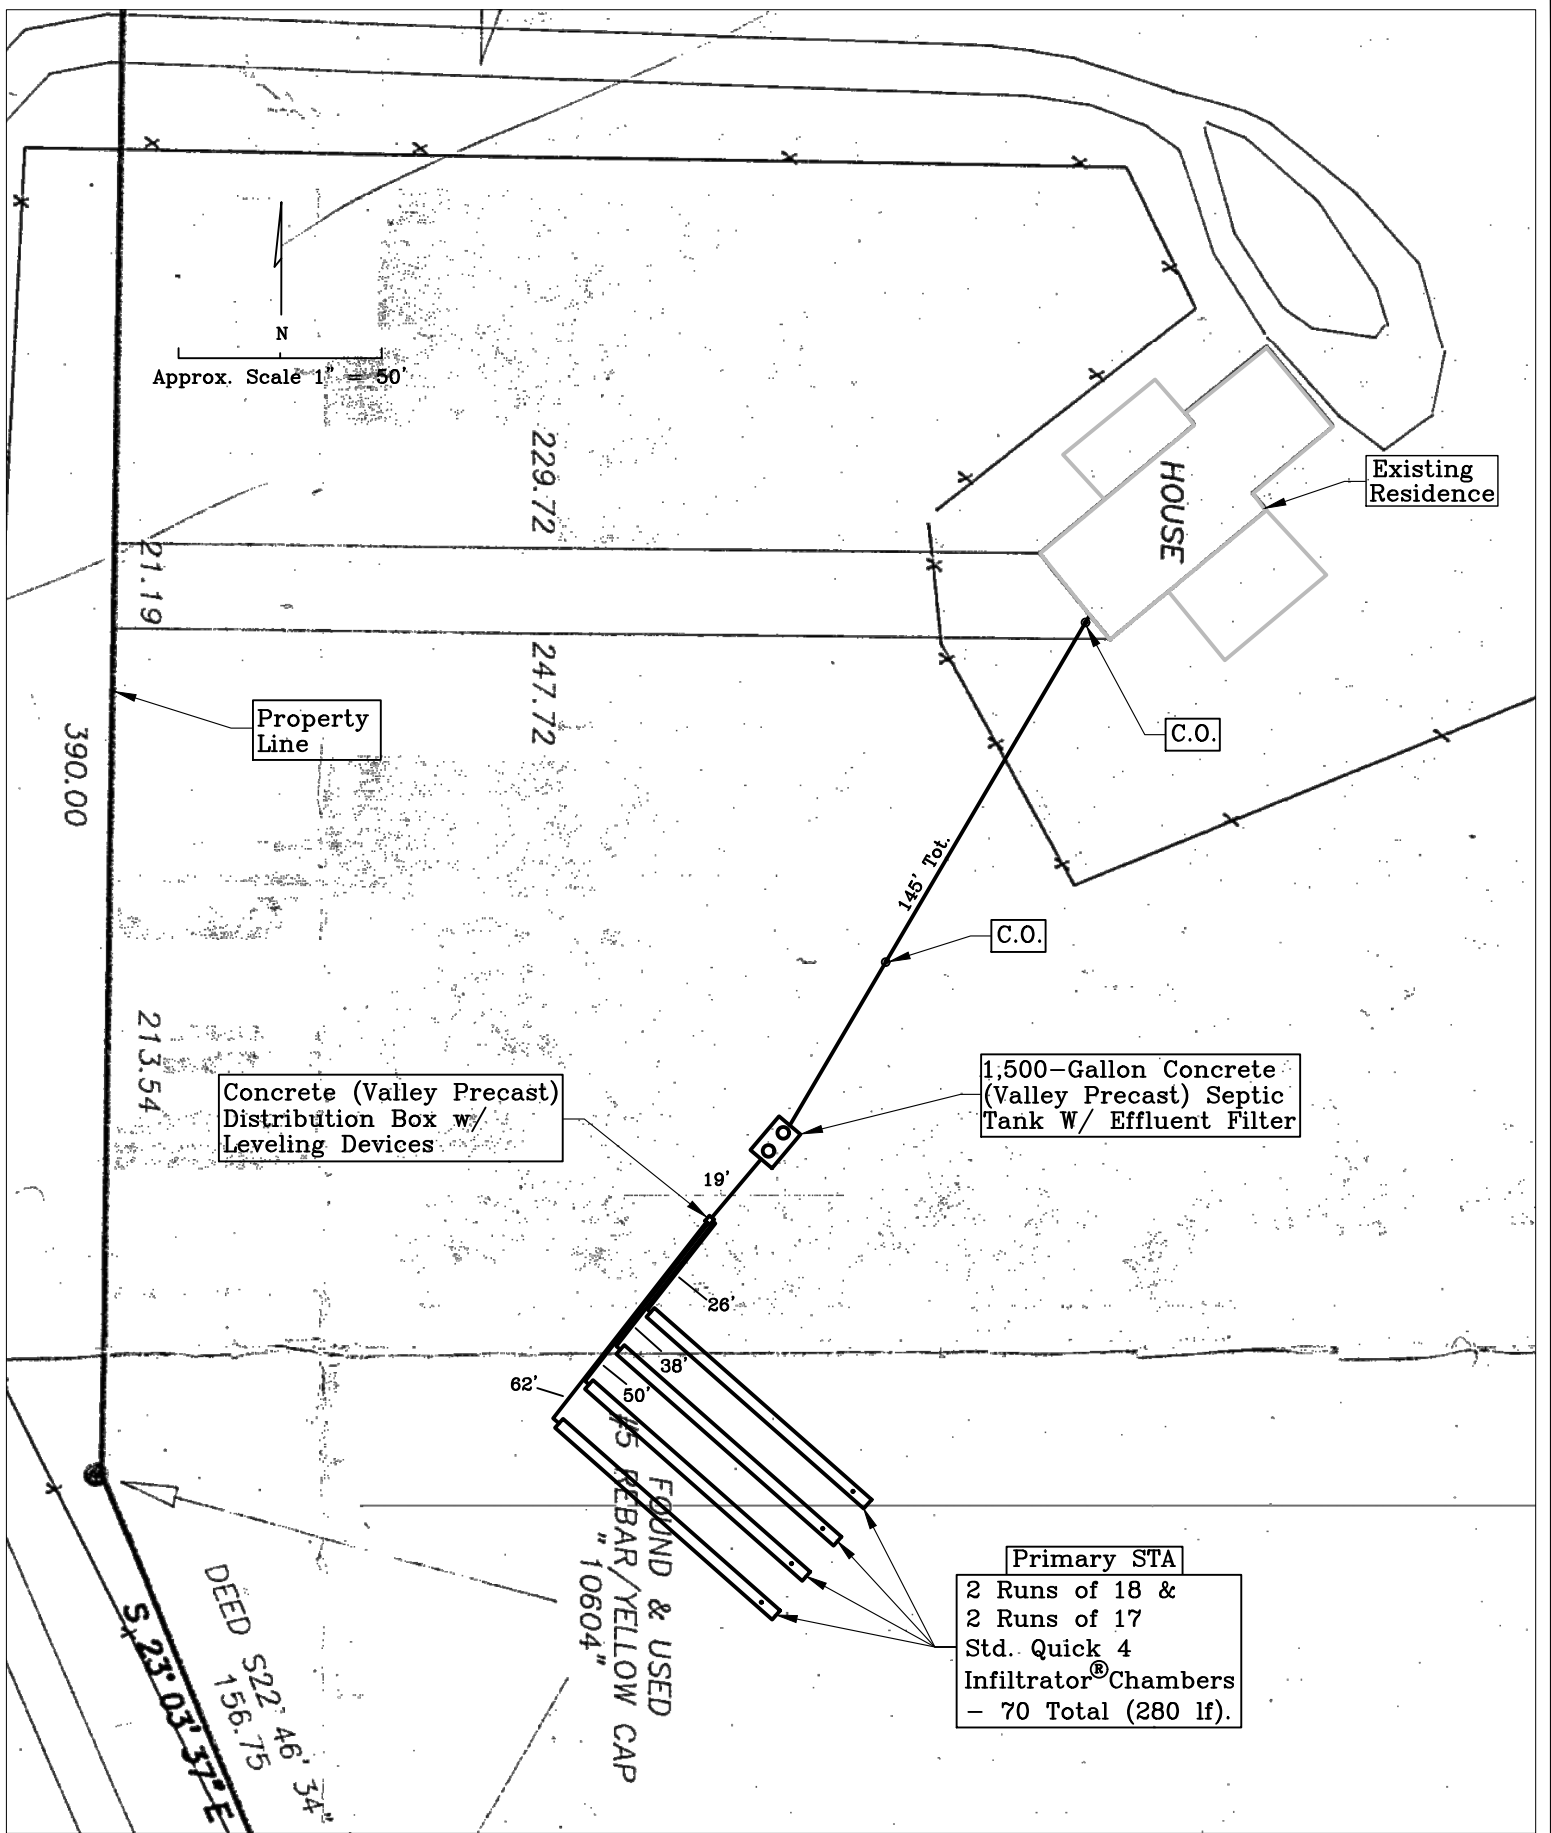 N
Approx. Scale 1" = 50'
229.72
HOUSE
Existing
Residence
21.19
247.72
Property
Line
C.O.
390.00
145' Tot.
C.O.
213.54
Concrete (Valley Precast)
Distribution Box w/
Leveling Devices
1,500-Gallon Concrete
(Valley Precast) Septic
Tank W/ Effluent Filter
19'
26'
38'
50'
62'
FOUND & USED
#5 REBAR/YELLOW CAP
"10604"
Primary STA
2 Runs of 18 &
2 Runs of 17
Std. Quick 4
Infiltrator® Chambers
- 70 Total (280 lf).
DEED S22° 46' 34"
156.75
S 23° 03' 37" E